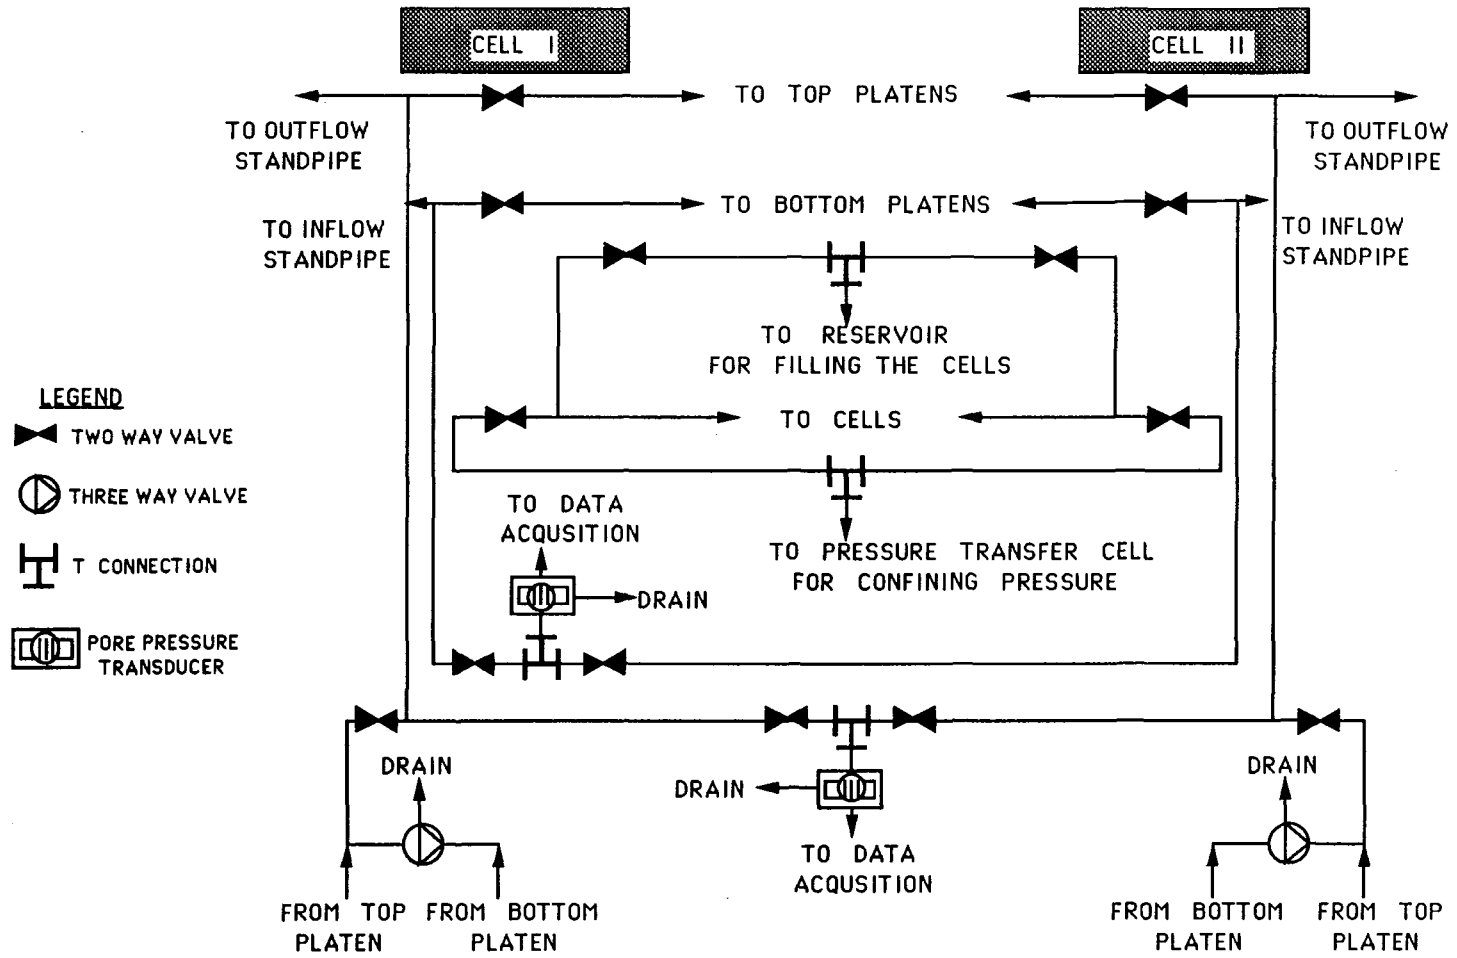 CELL I
CELL II
TO TOP PLATENS
TO OUTFLOW
STANDPIPE
TO OUTFLOW
STANDPIPE
TO BOTTOM PLATENS
TO INFLOW
STANDPIPE
TO INFLOW
STANDPIPE
TO RESERVOIR
FOR FILLING THE CELLS
LEGEND
TWO WAY VALVE
THREE WAY VALVE
T CONNECTION
PORE PRESSURE
TRANSDUCER
TO CELLS
TO DATA
ACQUSITION
DRAIN
TO PRESSURE TRANSFER CELL
FOR CONFINING PRESSURE
DRAIN
DRAIN
DRAIN
TO DATA
ACQUSITION
FROM TOP
PLATEN
FROM BOTTOM
PLATEN
FROM BOTTOM
PLATEN
FROM TOP
PLATEN